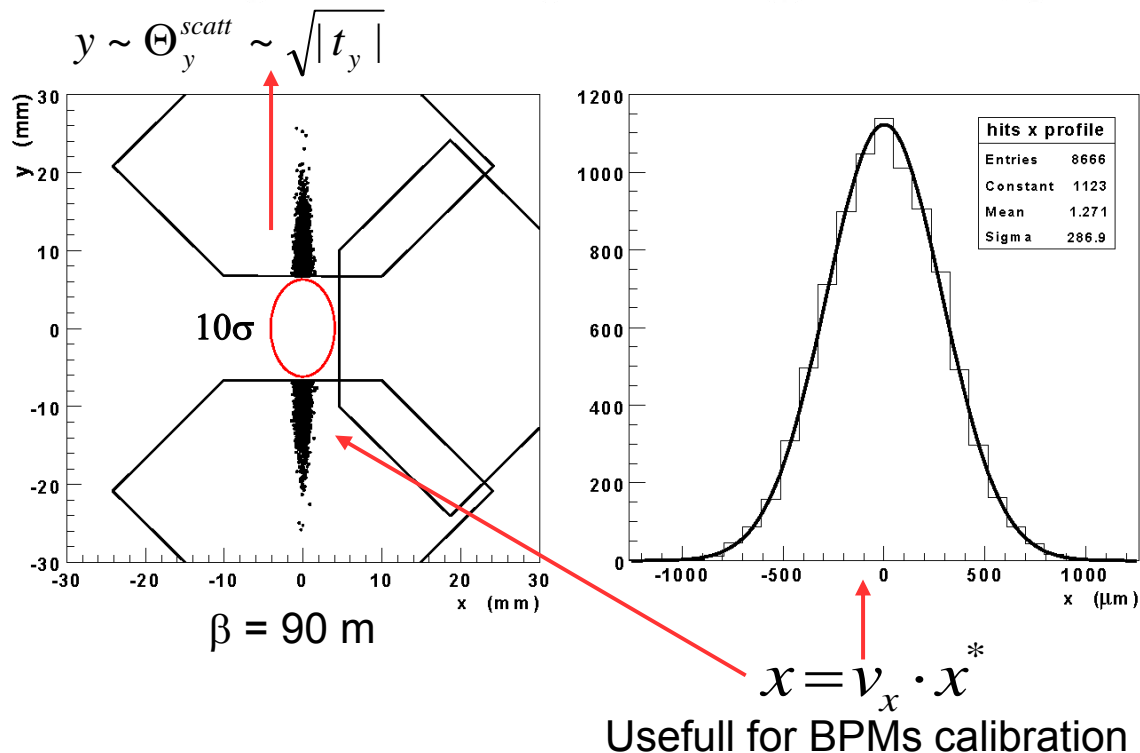 y ~ Θ_y^{scatt} ~ √|t_y|
y (mm)
30
20
10
0
-10
-20
-30
10σ
-30 -20 -10 0 10 20 30
x (mm)
β = 90 m
1200
1000
800
600
400
200
0
hits x profile
Entries 8666
Constant 1123
Mean 1.271
Sigma 286.9
-1000 -500 0 500 1000
x (μm)
x = v_x · x^*
Usefull for BPMs calibration